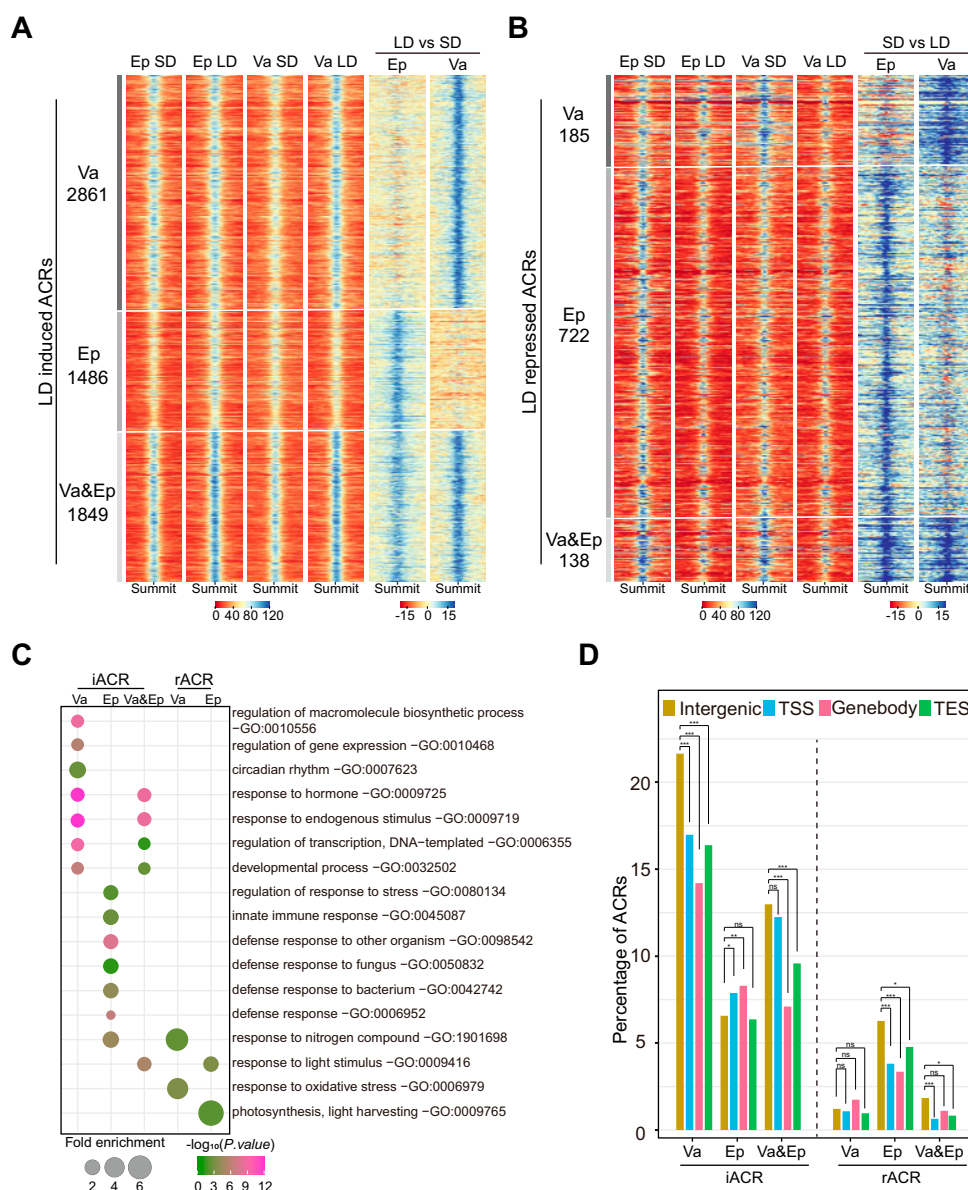 A
LD vs SD
Ep SD Ep LD Va SD Va LD Ep Va
LD induced ACRs
Va
2861
Ep
1486
Va&Ep
1849
Summit Summit Summit Summit Summit Summit
0 40 80 120
-15 0 15
B
SD vs LD
Ep SD Ep LD Va SD Va LD Ep Va
LD repressed ACRs
Va
185
Ep
722
Va&Ep
138
Summit Summit Summit Summit Summit Summit
0 40 80 120
-15 0 15
C
iACR rACR
Va Ep Va&Ep Va Ep
regulation of macromolecule biosynthetic process
−GO:0010556
regulation of gene expression −GO:0010468
circadian rhythm −GO:0007623
response to hormone −GO:0009725
response to endogenous stimulus −GO:0009719
regulation of transcription, DNA−templated −GO:0006355
developmental process −GO:0032502
regulation of response to stress −GO:0080134
innate immune response −GO:0045087
defense response to other organism −GO:0098542
defense response to fungus −GO:0050832
defense response to bacterium −GO:0042742
defense response −GO:0006952
response to nitrogen compound −GO:1901698
response to light stimulus −GO:0009416
response to oxidative stress −GO:0006979
photosynthesis, light harvesting −GO:0009765
Fold enrichment
2 4 6
-log₁₀(P.value)
0 3 6 9 12
D
Intergenic TSS Genebody TES
Percentage of ACRs
20
15
10
5
0
*** *** ***
* ** ns
ns *** ***
ns ns ns
*** *** *
*** ns *
Va Ep Va&Ep Va Ep Va&Ep
iACR rACR